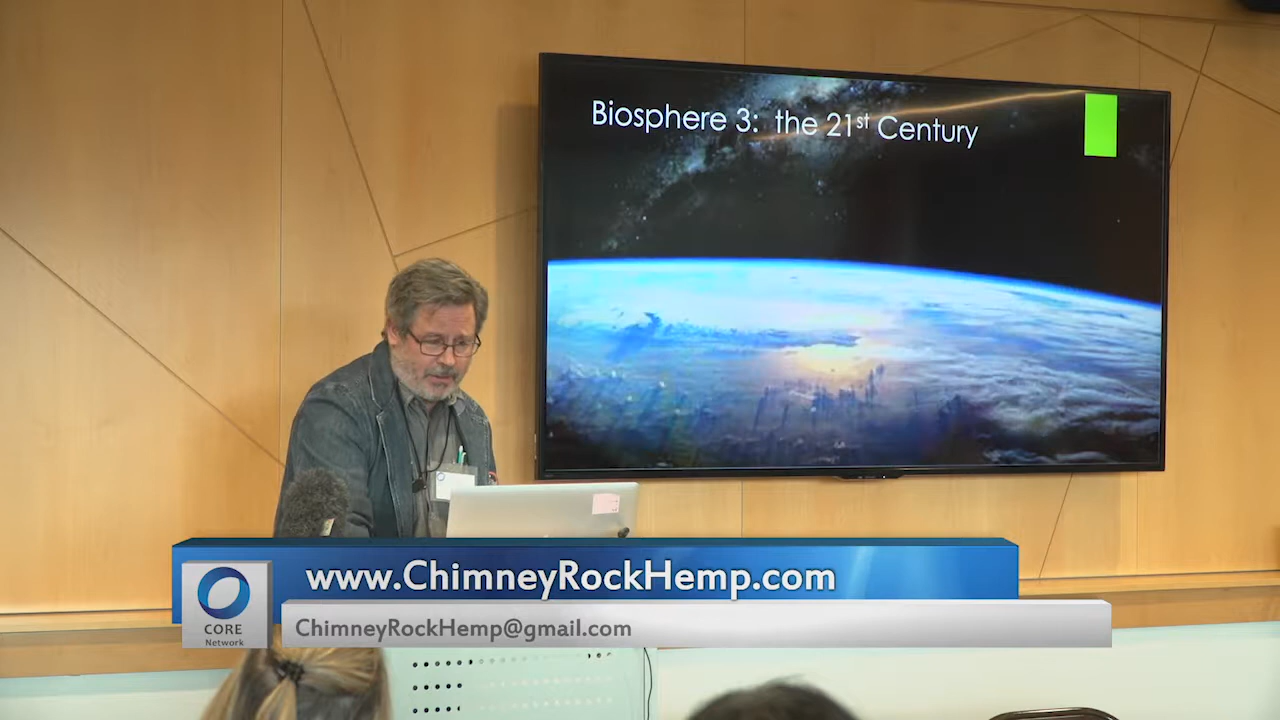 Biosphere 3: the 21st Century
www.ChimneyRockHemp.com
CORE
Network
ChimneyRockHemp@gmail.com